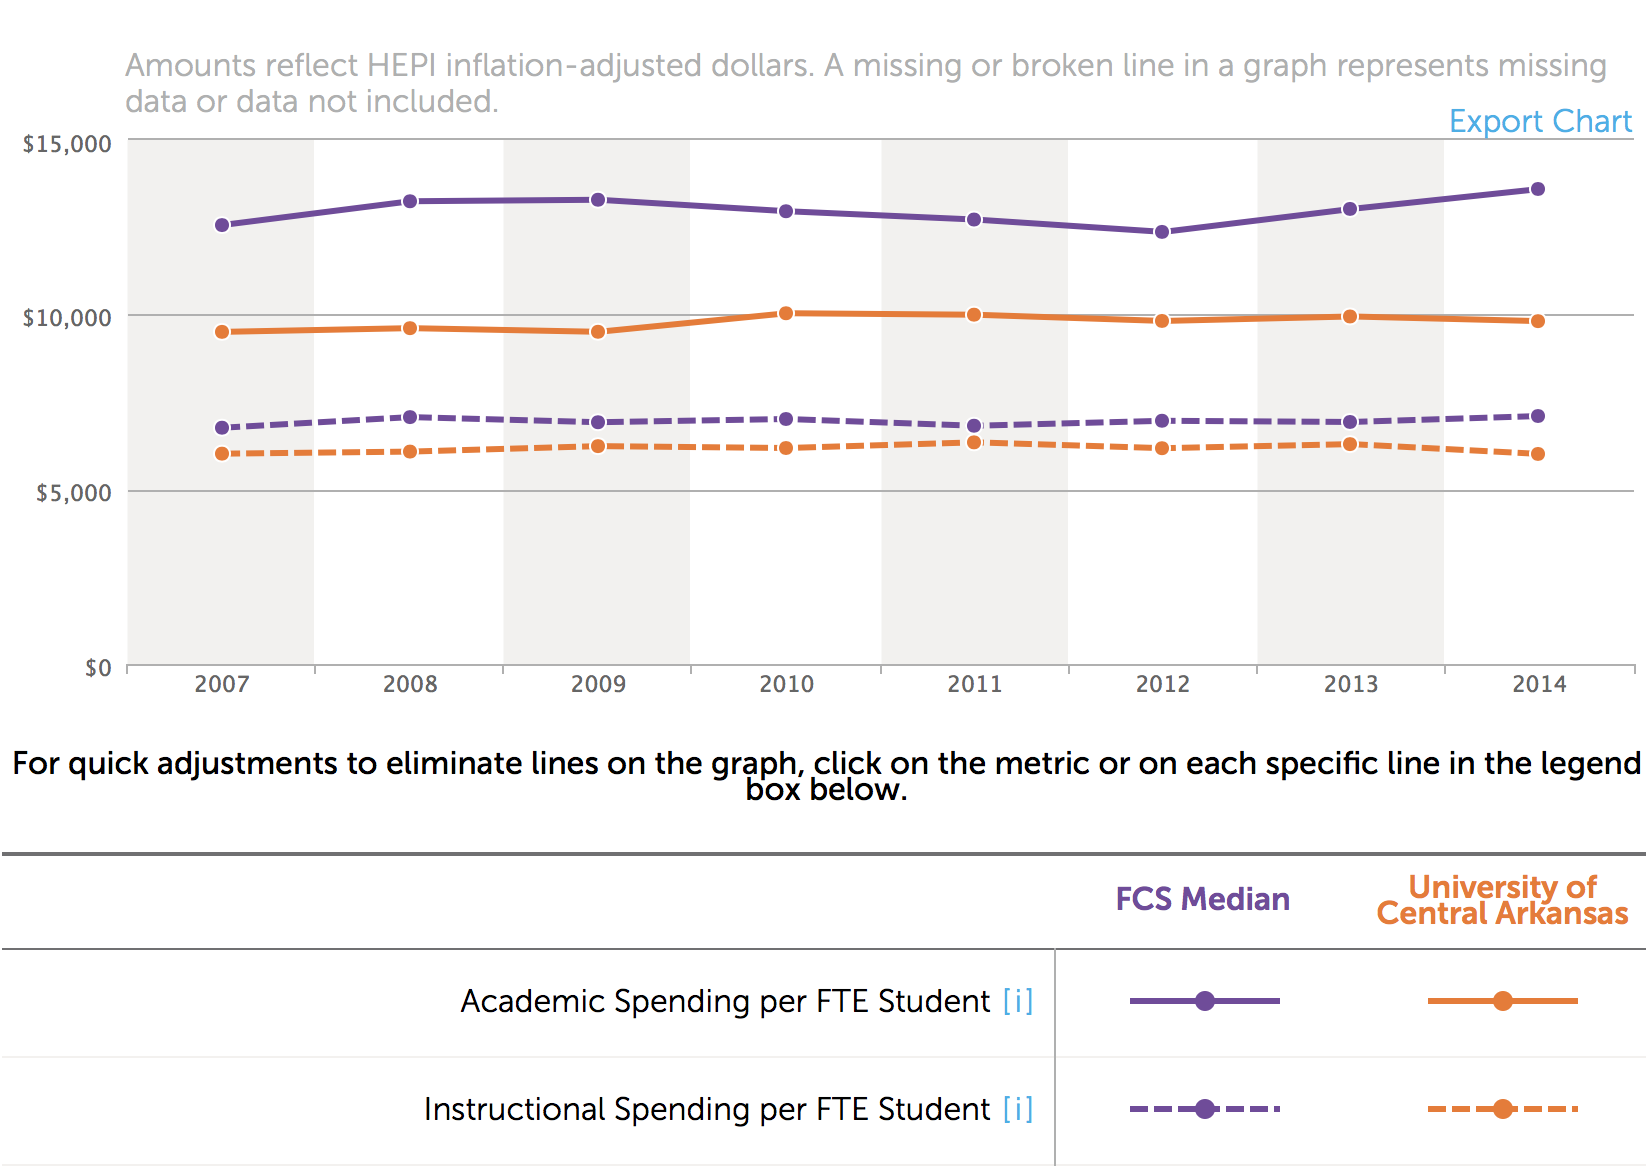 Amounts reflect HEPI inflation-adjusted dollars. A missing or broken line in a graph represents missing
data or data not included.
Export Chart
$15,000
$10,000
$5,000
$0
2007 2008 2009 2010 2011 2012 2013 2014
For quick adjustments to eliminate lines on the graph, click on the metric or on each specific line in the legend
box below.
FCS Median
University of
Central Arkansas
Academic Spending per FTE Student [i]
Instructional Spending per FTE Student [i]